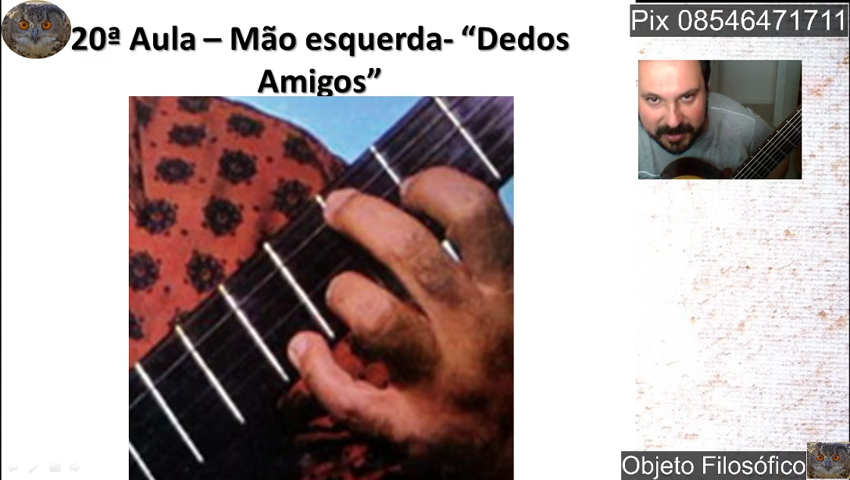 20ª Aula – Mão esquerda- “Dedos
Amigos”
Pix 08546471711
Objeto Filosófico